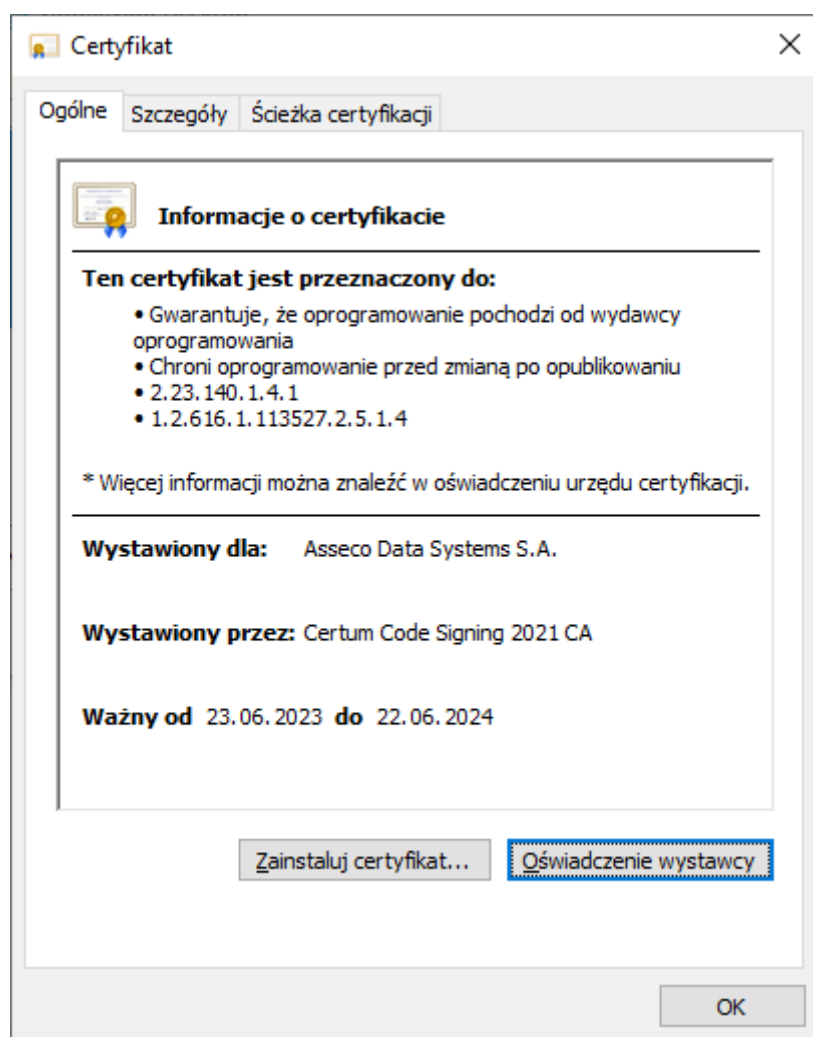 Certyfikat
Ogólne Szczegóły Ścieżka certyfikacji
Informacje o certyfikacie
Ten certyfikat jest przeznaczony do:
• Gwarantuje, że oprogramowanie pochodzi od wydawcy
oprogramowania
• Chroni oprogramowanie przed zmianą po opublikowaniu
• 2.23.140.1.4.1
• 1.2.616.1.113527.2.5.1.4
* Więcej informacji można znaleźć w oświadczeniu urzędu certyfikacji.
Wystawiony dla: Asseco Data Systems S.A.
Wystawiony przez: Certum Code Signing 2021 CA
Ważny od 23.06.2023 do 22.06.2024
Zainstaluj certyfikat... Oświadczenie wystawcy
OK